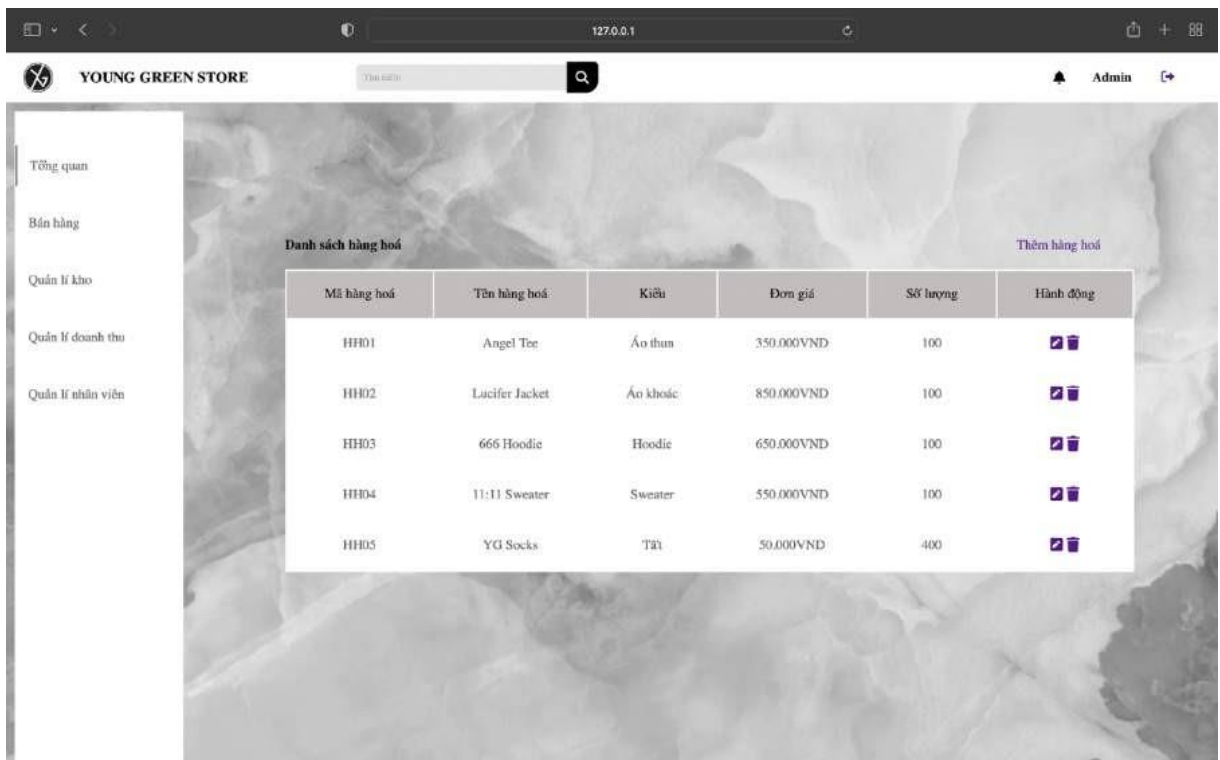 127.0.0.1
YOUNG GREEN STORE
Tìm kiếm
Admin
Tổng quan
Bán hàng
Quản lí kho
Quản lí doanh thu
Quản lí nhân viên
Danh sách hàng hoá
Thêm hàng hoá
Mã hàng hoá Tên hàng hoá Kiểu Đơn giá Số lượng Hành động
HH01 Angel Tee Áo thun 350.000VND 100
HH02 Lucifer Jacket Áo khoác 850.000VND 100
HH03 666 Hoodie Hoodie 650.000VND 100
HH04 11:11 Sweater Sweater 550.000VND 100
HH05 YG Socks Tất 50.000VND 400